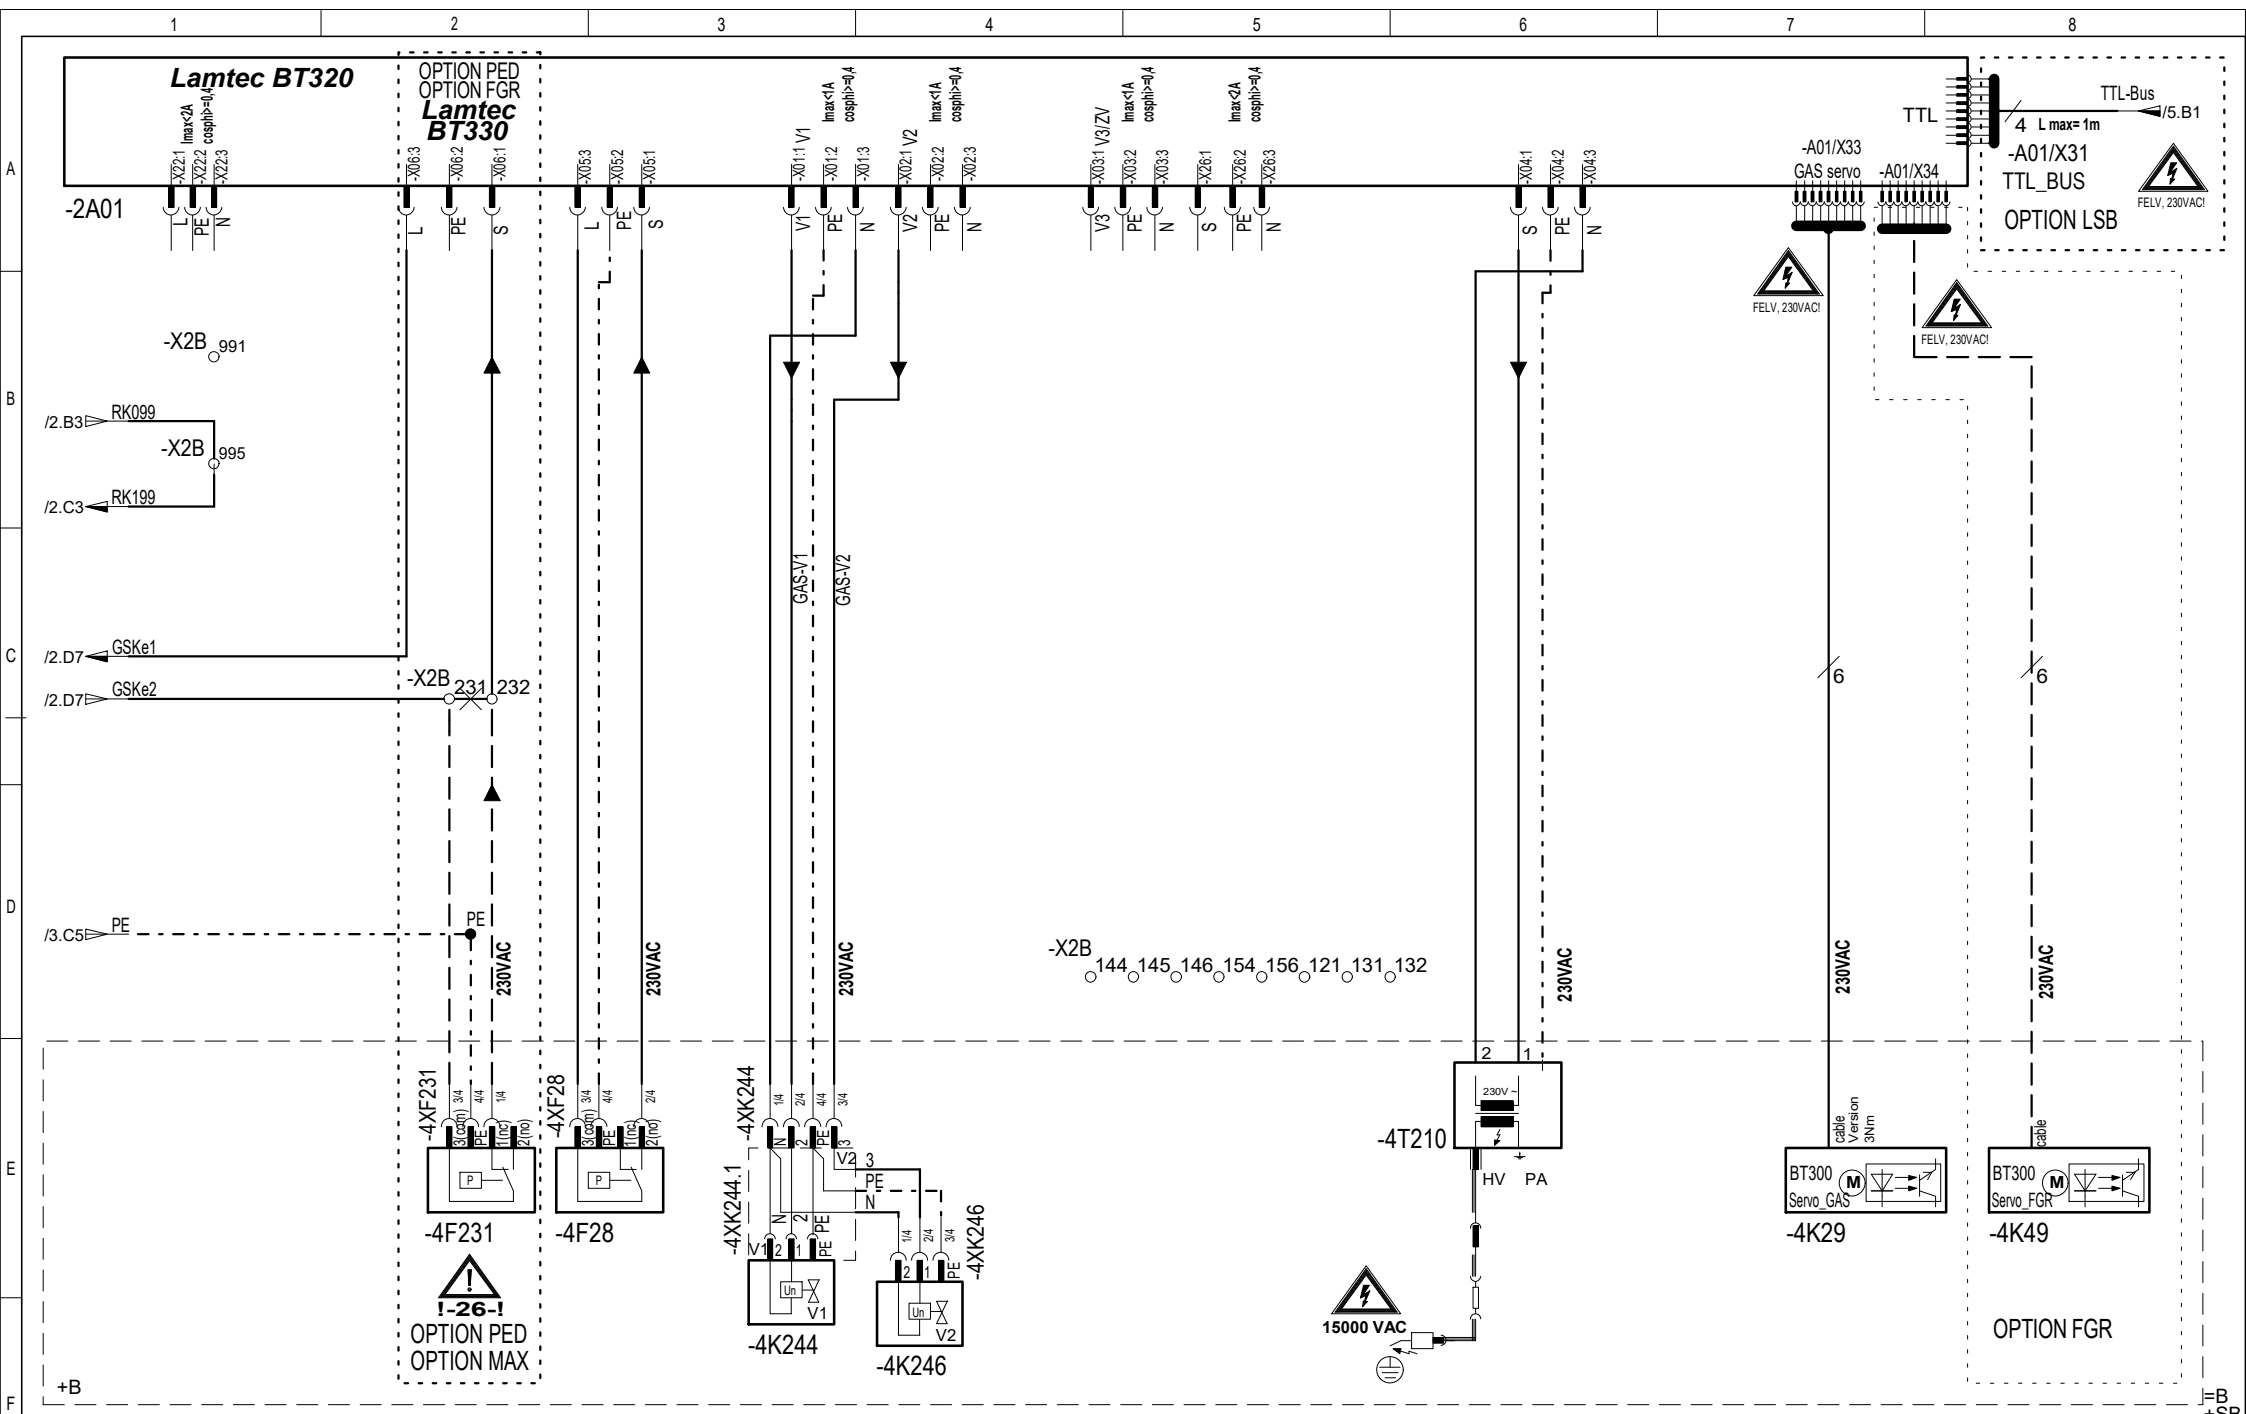 1 2 3 4 5 6 7 8
A
B
C
D
E
F
Lamtec BT320
OPTION PED
OPTION FGR
Lamtec
BT330
Imax<2A
cosphi>=0,4
Imax<1A
cosphi>=0,4
Imax<1A
cosphi>=0,4
Imax<1A
cosphi>=0,4
Imax<2A
cosphi>=0,4
-X22:1
-X22:2
-X22:3
-X06:3
-X06:2
-X06:1
-X05:3
-X05:2
-X05:1
-X01:1 V1
-X01:2
-X01:3
-X02:1 V2
-X02:2
-X02:3
-X03:1 V3/ZV
-X03:2
-X03:3
-X26:1
-X26:2
-X26:3
-X04:1
-X04:2
-X04:3
TTL
-A01/X33
GAS servo
-A01/X34
TTL-Bus
/5.B1
4 L max= 1m
-A01/X31
TTL_BUS
OPTION LSB
FELV, 230VAC!
-2A01
L
PE
N
L
PE
S
L
PE
S
V1
PE
N
V2
PE
N
V3
PE
N
S
PE
N
S
PE
N
FELV, 230VAC!
FELV, 230VAC!
-X2B 991
/2.B3 RK099
-X2B 995
/2.C3 RK199
GAS-V1
GAS-V2
/2.D7 GSKe1
/2.D7 GSKe2
-X2B 231 232
6
6
/3.C5 PE
PE
230VAC
230VAC
230VAC
-X2B 144 145 146 154 156 121 131 132
230VAC
230VAC
230VAC
-4XF231
3/4
4/4
1/4
3(com)
PE
1(nc)
2(no)
P
-4F231
-4XF28
3/4
4/4
2/4
3(com)
PE
1(nc)
2(no)
P
-4F28
-4XK244
1/4
2/4
4/4
3/4
N
2
PE
3
V2 3
PE
N
-4XK244.1
N
2
PE
V1 2
1
PE
Un
V1
-4K244
1/4
2/4
3/4
-4XK246
2
1
PE
Un
V2
-4K246
2 1
230V ~
-4T210
HV PA
15000 VAC
cable
Version
3Nm
BT300
M
Servo_GAS
-4K29
cable
BT300
M
Servo_FGR
-4K49
!
!-26-!
OPTION PED
OPTION MAX
OPTION FGR
+B
=B
+SB